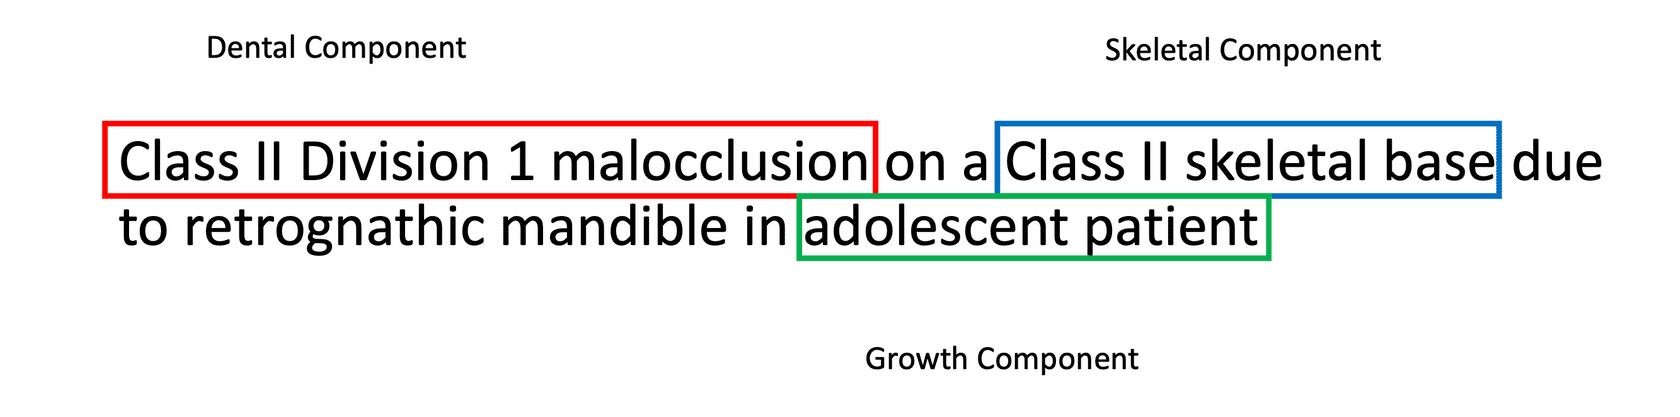 Dental Component
Skeletal Component
Class II Division 1 malocclusion on a Class II skeletal base due
to retrognathic mandible in adolescent patient
Growth Component